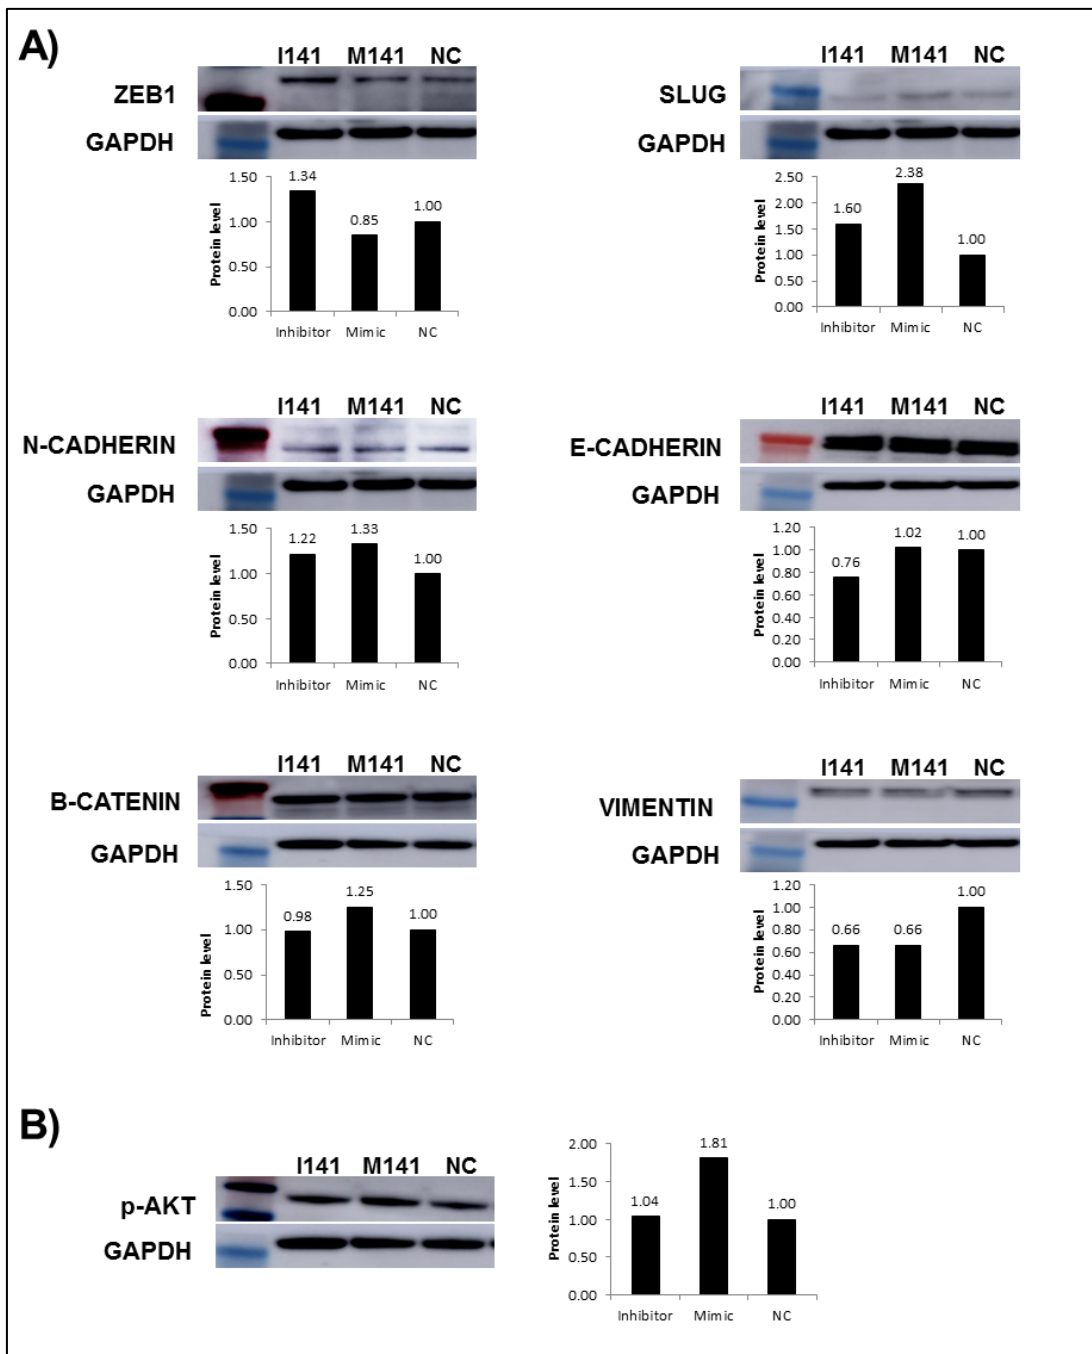 A)
I141 M141 NC
ZEB1
GAPDH
Protein level
1.50
1.00
0.50
0.00
1.34
0.85
1.00
Inhibitor Mimic NC
I141 M141 NC
SLUG
GAPDH
Protein level
2.50
2.00
1.50
1.00
0.50
0.00
1.60
2.38
1.00
Inhibitor Mimic NC
I141 M141 NC
N-CADHERIN
GAPDH
Protein level
1.50
1.00
0.50
0.00
1.22
1.33
1.00
Inhibitor Mimic NC
I141 M141 NC
E-CADHERIN
GAPDH
Protein level
1.20
1.00
0.80
0.60
0.40
0.20
0.00
0.76
1.02
1.00
Inhibitor Mimic NC
I141 M141 NC
B-CATENIN
GAPDH
Protein level
1.50
1.00
0.50
0.00
0.98
1.25
1.00
Inhibitor Mimic NC
I141 M141 NC
VIMENTIN
GAPDH
Protein level
1.20
1.00
0.80
0.60
0.40
0.20
0.00
0.66
0.66
1.00
Inhibitor Mimic NC
B)
I141 M141 NC
p-AKT
GAPDH
Protein level
2.00
1.50
1.00
0.50
0.00
1.04
1.81
1.00
Inhibitor Mimic NC